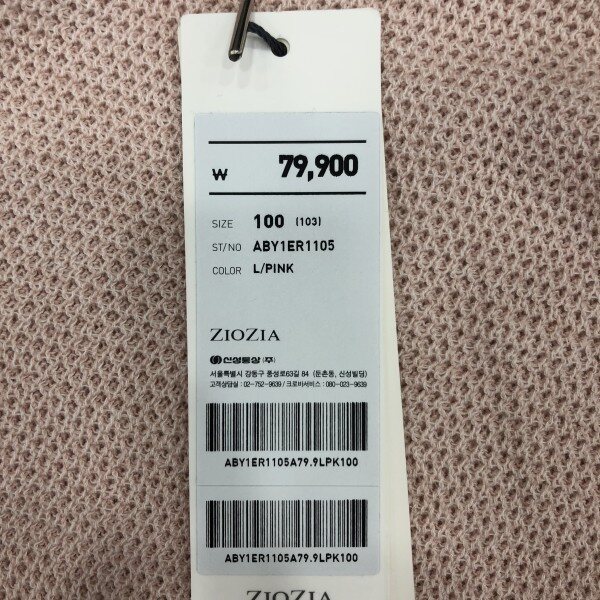 ₩ 79,900
SIZE 100 (103)
ST/NO ABY1ER1105
COLOR L/PINK
ZIOZIA
신성통상 (주)
서울특별시 강동구 풍성로63길 84 (둔촌동, 신성빌딩)
고객상담실 : 02-752-9639 / 크로바서비스 : 080-023-9639
ABY1ER1105A79.9LPK100
ABY1ER1105A79.9LPK100
ZIOZIA